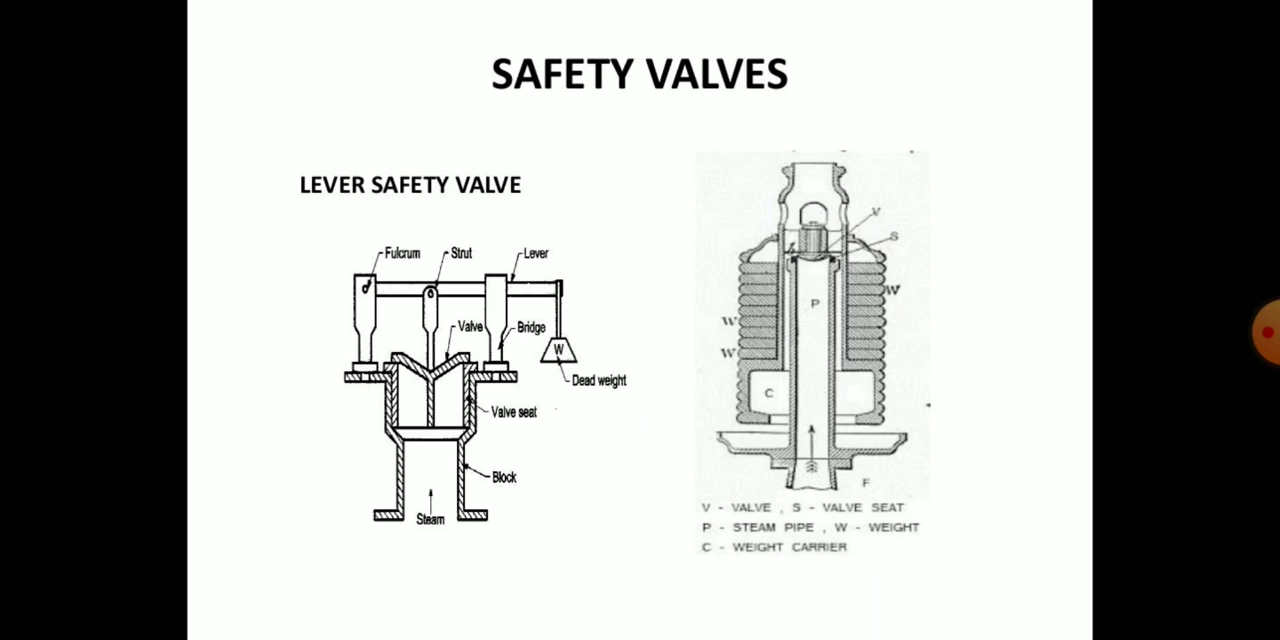 SAFETY VALVES
LEVER SAFETY VALVE
Fulcrum
Strut
Lever
Valve
Bridge
W
Dead weight
Valve seat
Block
Steam
V
S
h
P
W
W
W
C
F
V - VALVE , S - VALVE SEAT
P - STEAM PIPE , W - WEIGHT
C - WEIGHT CARRIER